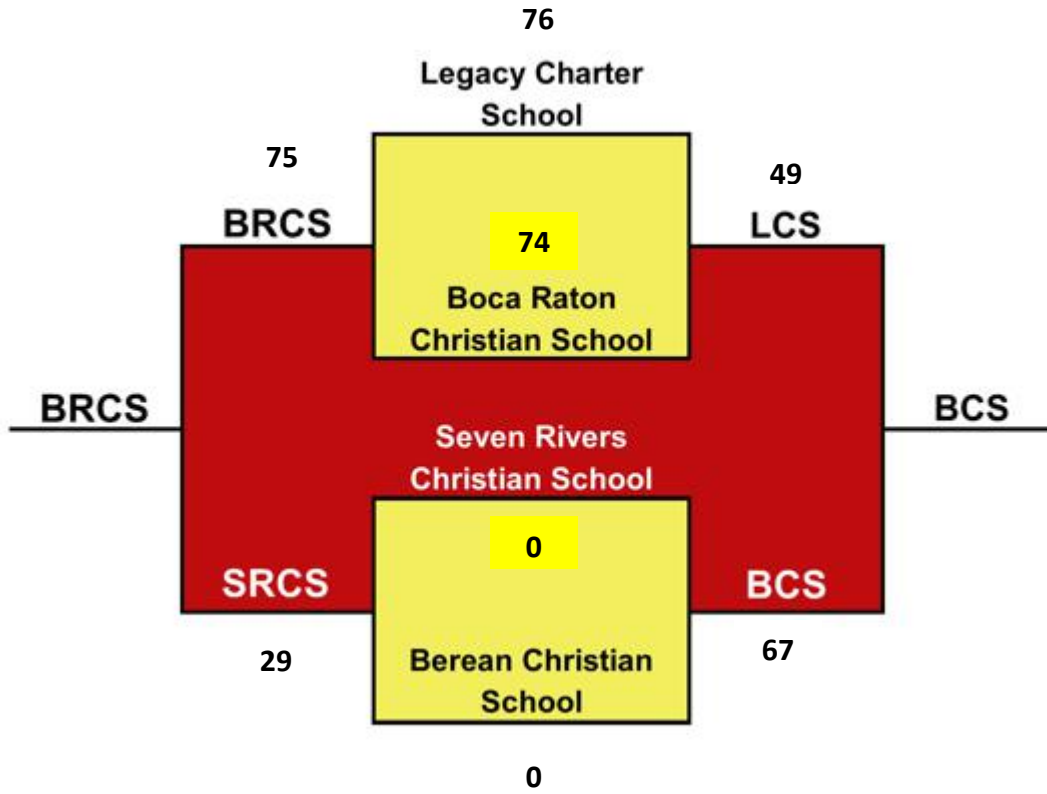 76
Legacy Charter
School
75
49
BRCS
LCS
74
Boca Raton
Christian School
BRCS
BCS
Seven Rivers
Christian School
0
SRCS
BCS
29
67
Berean Christian
School
0